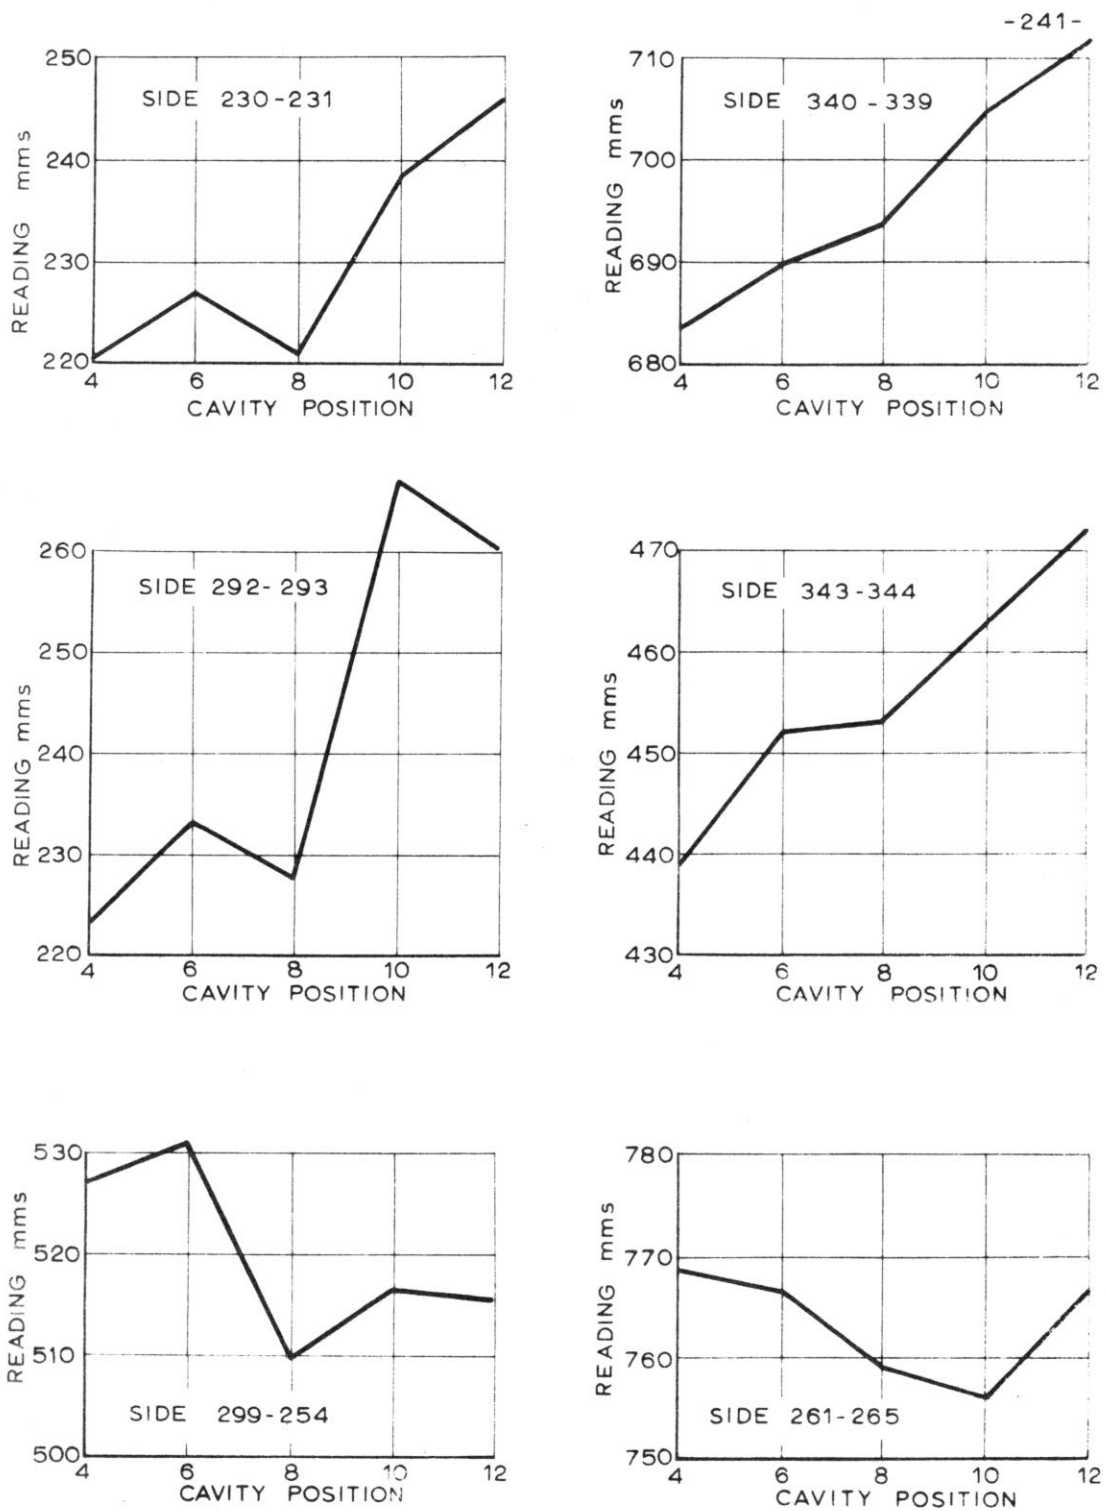 -241-
250
SIDE 230-231
240
230
220
READING mms
4 6 8 10 12
CAVITY POSITION
710
SIDE 340-339
700
690
680
READING mms
4 6 8 10 12
CAVITY POSITION
260
SIDE 292-293
250
240
230
220
READING mms
4 6 8 10 12
CAVITY POSITION
470
SIDE 343-344
460
450
440
430
READING mms
4 6 8 10 12
CAVITY POSITION
530
520
510
SIDE 299-254
500
READING mms
4 6 8 10 12
CAVITY POSITION
780
770
760
SIDE 261-265
750
READING mms
4 6 8 10 12
CAVITY POSITION